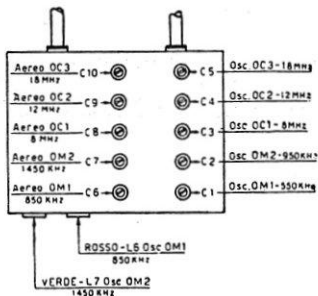 Aereo OC3 C10 C5 Osc. OC3-18MHz
18 MHz
Aereo OC2 C9 C4 Osc. OC2-12MHz
12 MHz
Aereo OC1 C8 C3 Osc OC1-8MHz
8 MHz
Aereo OM2 C7 C2 Osc OM2-950KHz
1450 KHz
Aereo OM1 C6 C1 Osc. OM1-550KHz
850 KHz
ROSSO-L6 Osc OM1
850 KHz
VERDE-L7 Osc OM2
1450 KHz